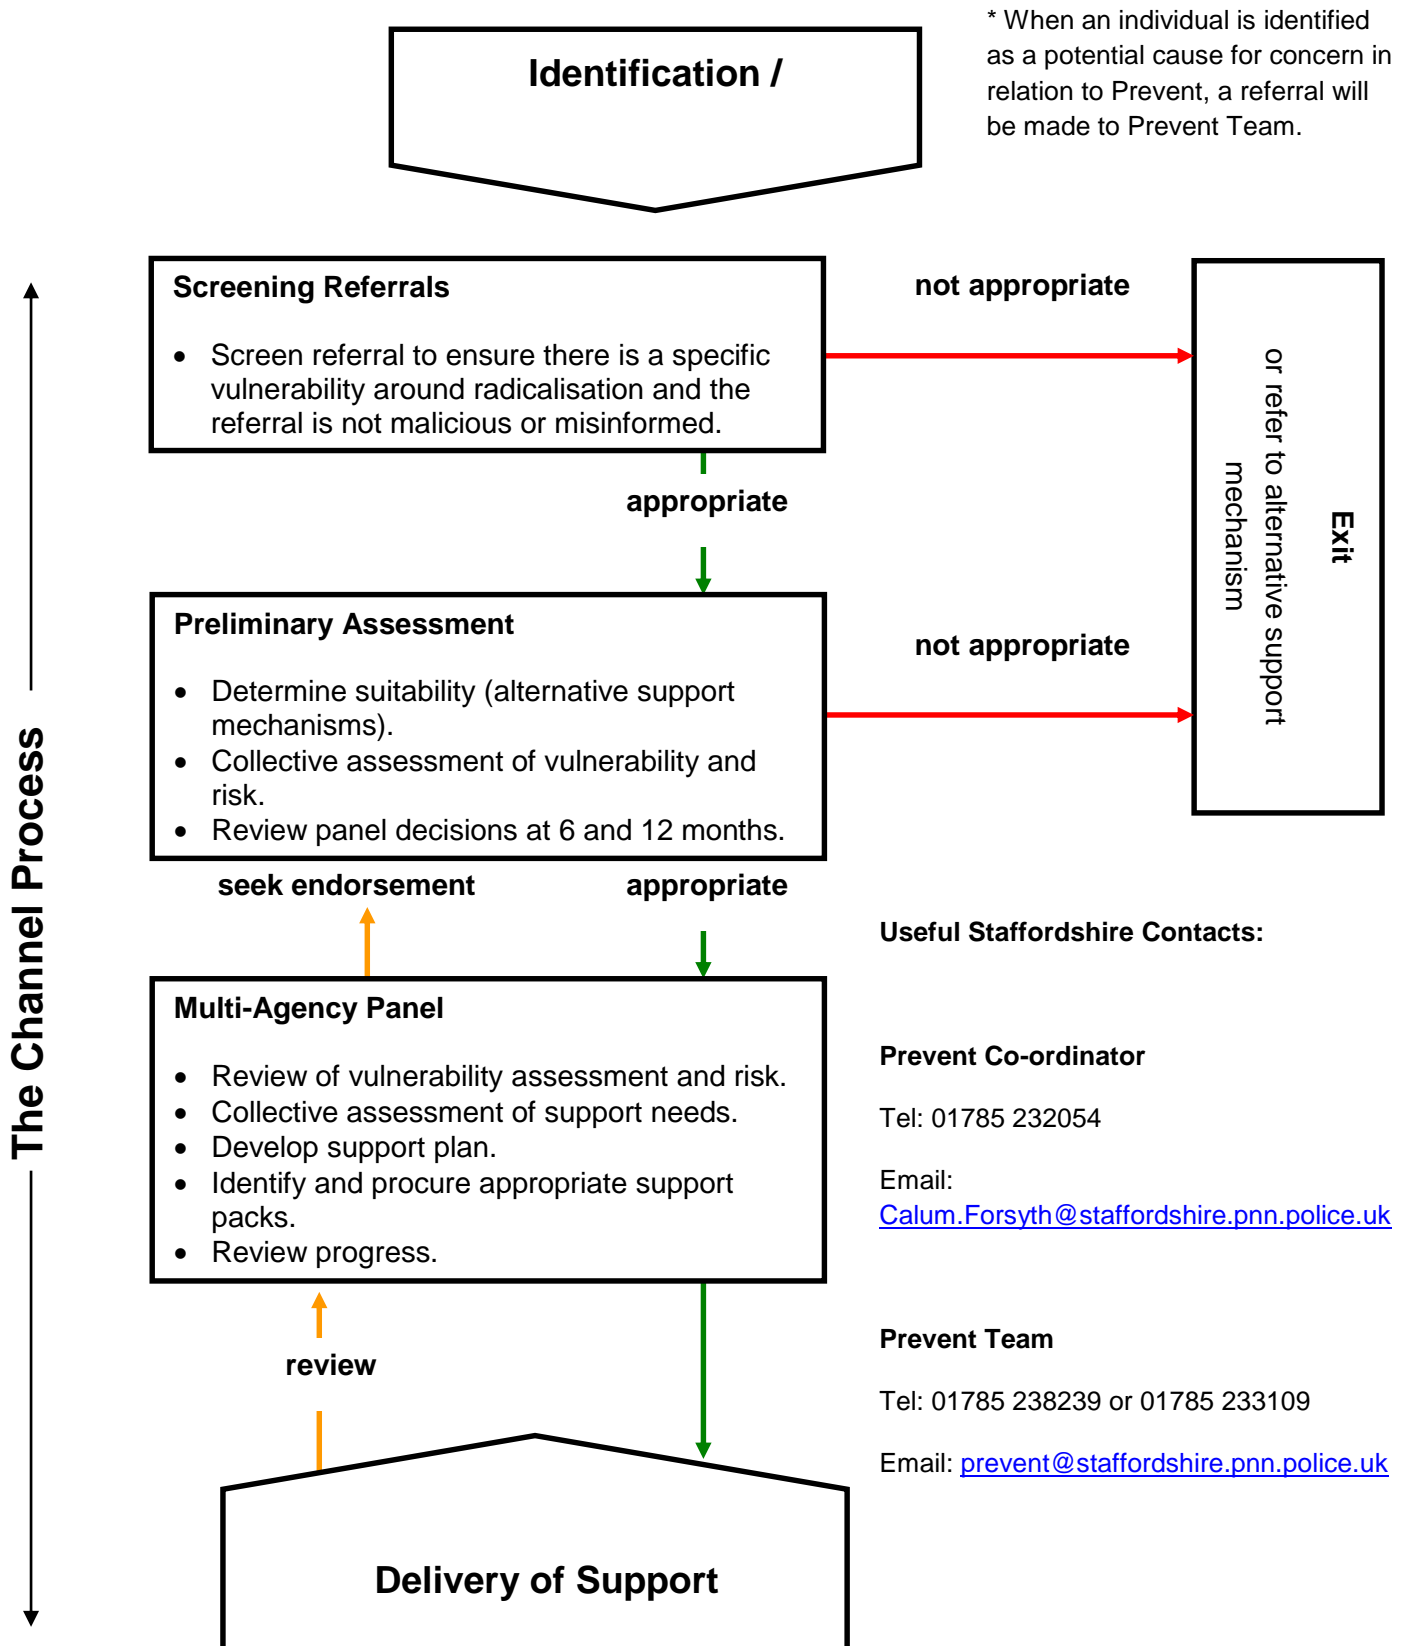 Identification /
* When an individual is identified
as a potential cause for concern in
relation to Prevent, a referral will
be made to Prevent Team.
The Channel Process
Screening Referrals
• Screen referral to ensure there is a specific
vulnerability around radicalisation and the
referral is not malicious or misinformed.
not appropriate
Exit
or refer to alternative support
mechanism
appropriate
Preliminary Assessment
• Determine suitability (alternative support
mechanisms).
• Collective assessment of vulnerability and
risk.
• Review panel decisions at 6 and 12 months.
not appropriate
seek endorsement
appropriate
Multi-Agency Panel
• Review of vulnerability assessment and risk.
• Collective assessment of support needs.
• Develop support plan.
• Identify and procure appropriate support
packs.
• Review progress.
review
Delivery of Support
Useful Staffordshire Contacts:
Prevent Co-ordinator
Tel: 01785 232054
Email:
Calum.Forsyth@staffordshire.pnn.police.uk
Prevent Team
Tel: 01785 238239 or 01785 233109
Email: prevent@staffordshire.pnn.police.uk